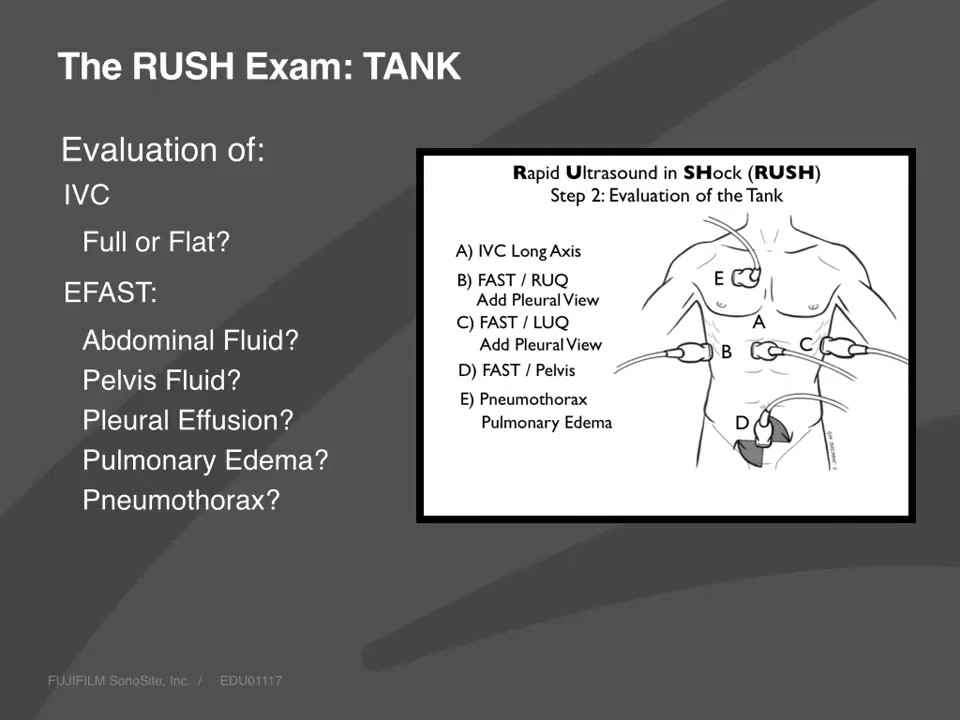 The RUSH Exam: TANK
Evaluation of:
IVC
Full or Flat?
EFAST:
Abdominal Fluid?
Pelvis Fluid?
Pleural Effusion?
Pulmonary Edema?
Pneumothorax?
Rapid Ultrasound in SHock (RUSH)
Step 2: Evaluation of the Tank
A) IVC Long Axis
B) FAST / RUQ
Add Pleural View
C) FAST / LUQ
Add Pleural View
D) FAST / Pelvis
E) Pneumothorax
Pulmonary Edema
E
A
B
C
D
FUJIFILM SonoSite, Inc. / EDU01117